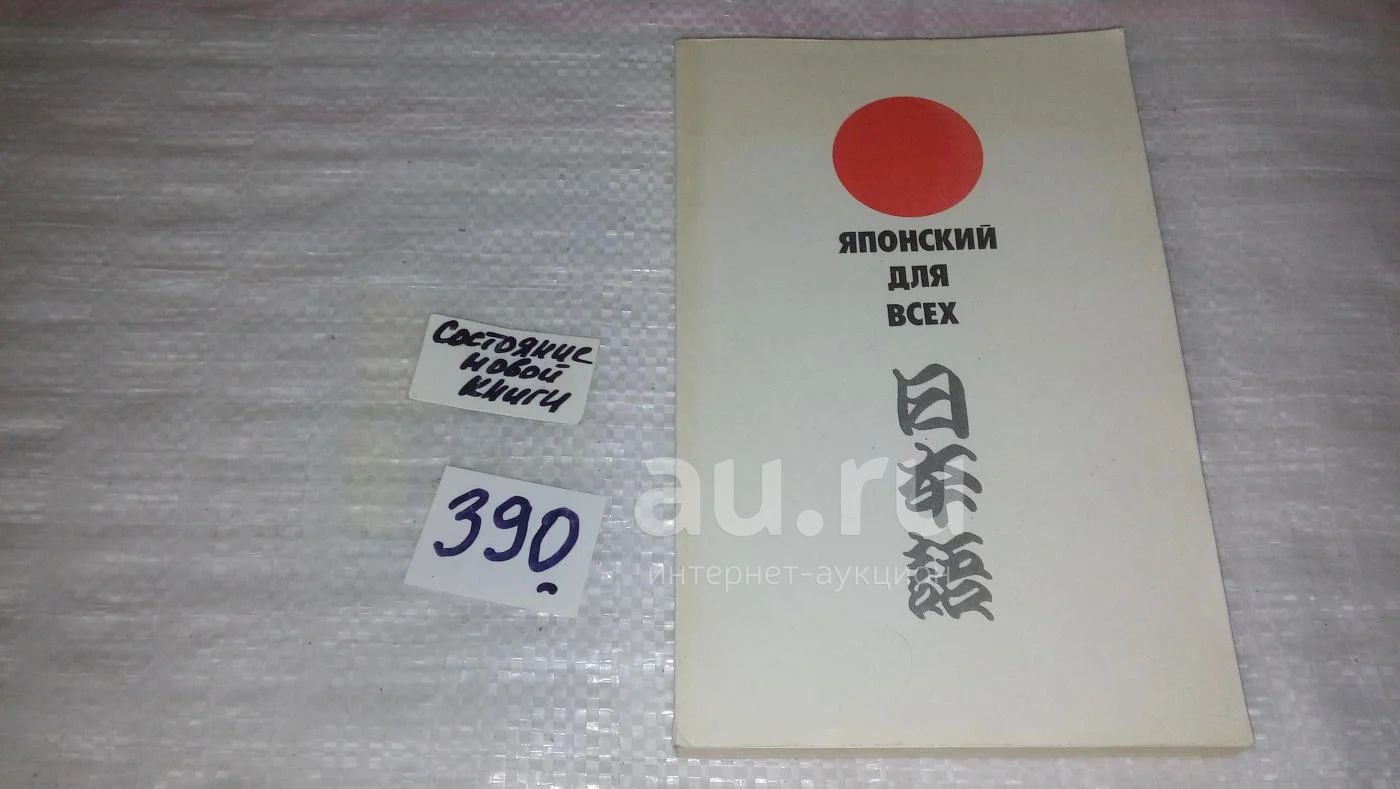 Состояние
новой
книги
390
ЯПОНСКИЙ
ДЛЯ
ВСЕХ
日
本
語
au.ru
интернет-аукцион